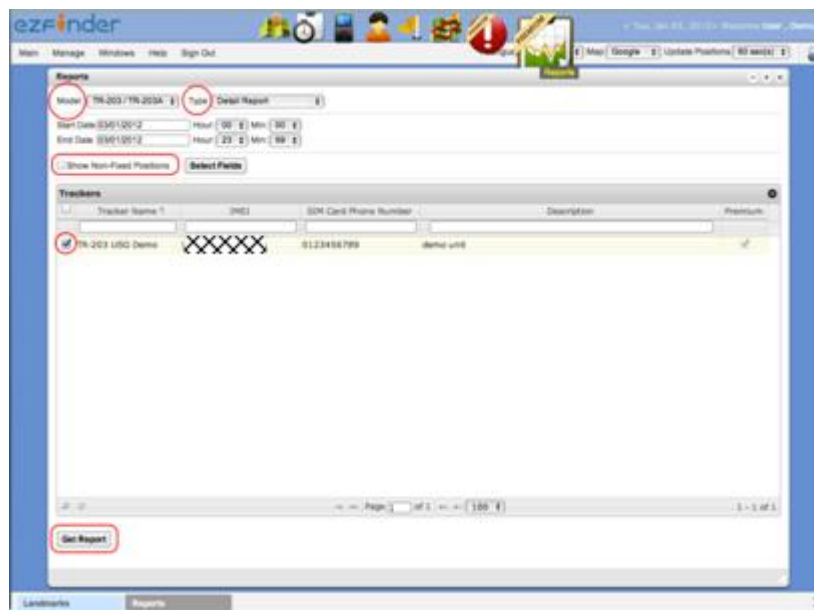 ezfinder
Main Manage Windows Help Sign Out Map: Google Update Positions: 60 sec(s)
Reports
Reports
Model: TR-203 / TR-203A Type: Detail Report
Start Date: 03/01/2012 Hour: 00 Min: 00
End Date: 03/01/2012 Hour: 23 Min: 59
Show Non-Fixed Positions Select Fields
Trackers
Tracker Name IMEI SIM Card Phone Number Description Premium
TR-203 USG Demo 0123456789 demo unit
Page 1 of 1 100 1 - 1 of 1
Get Report
Landmarks Reports